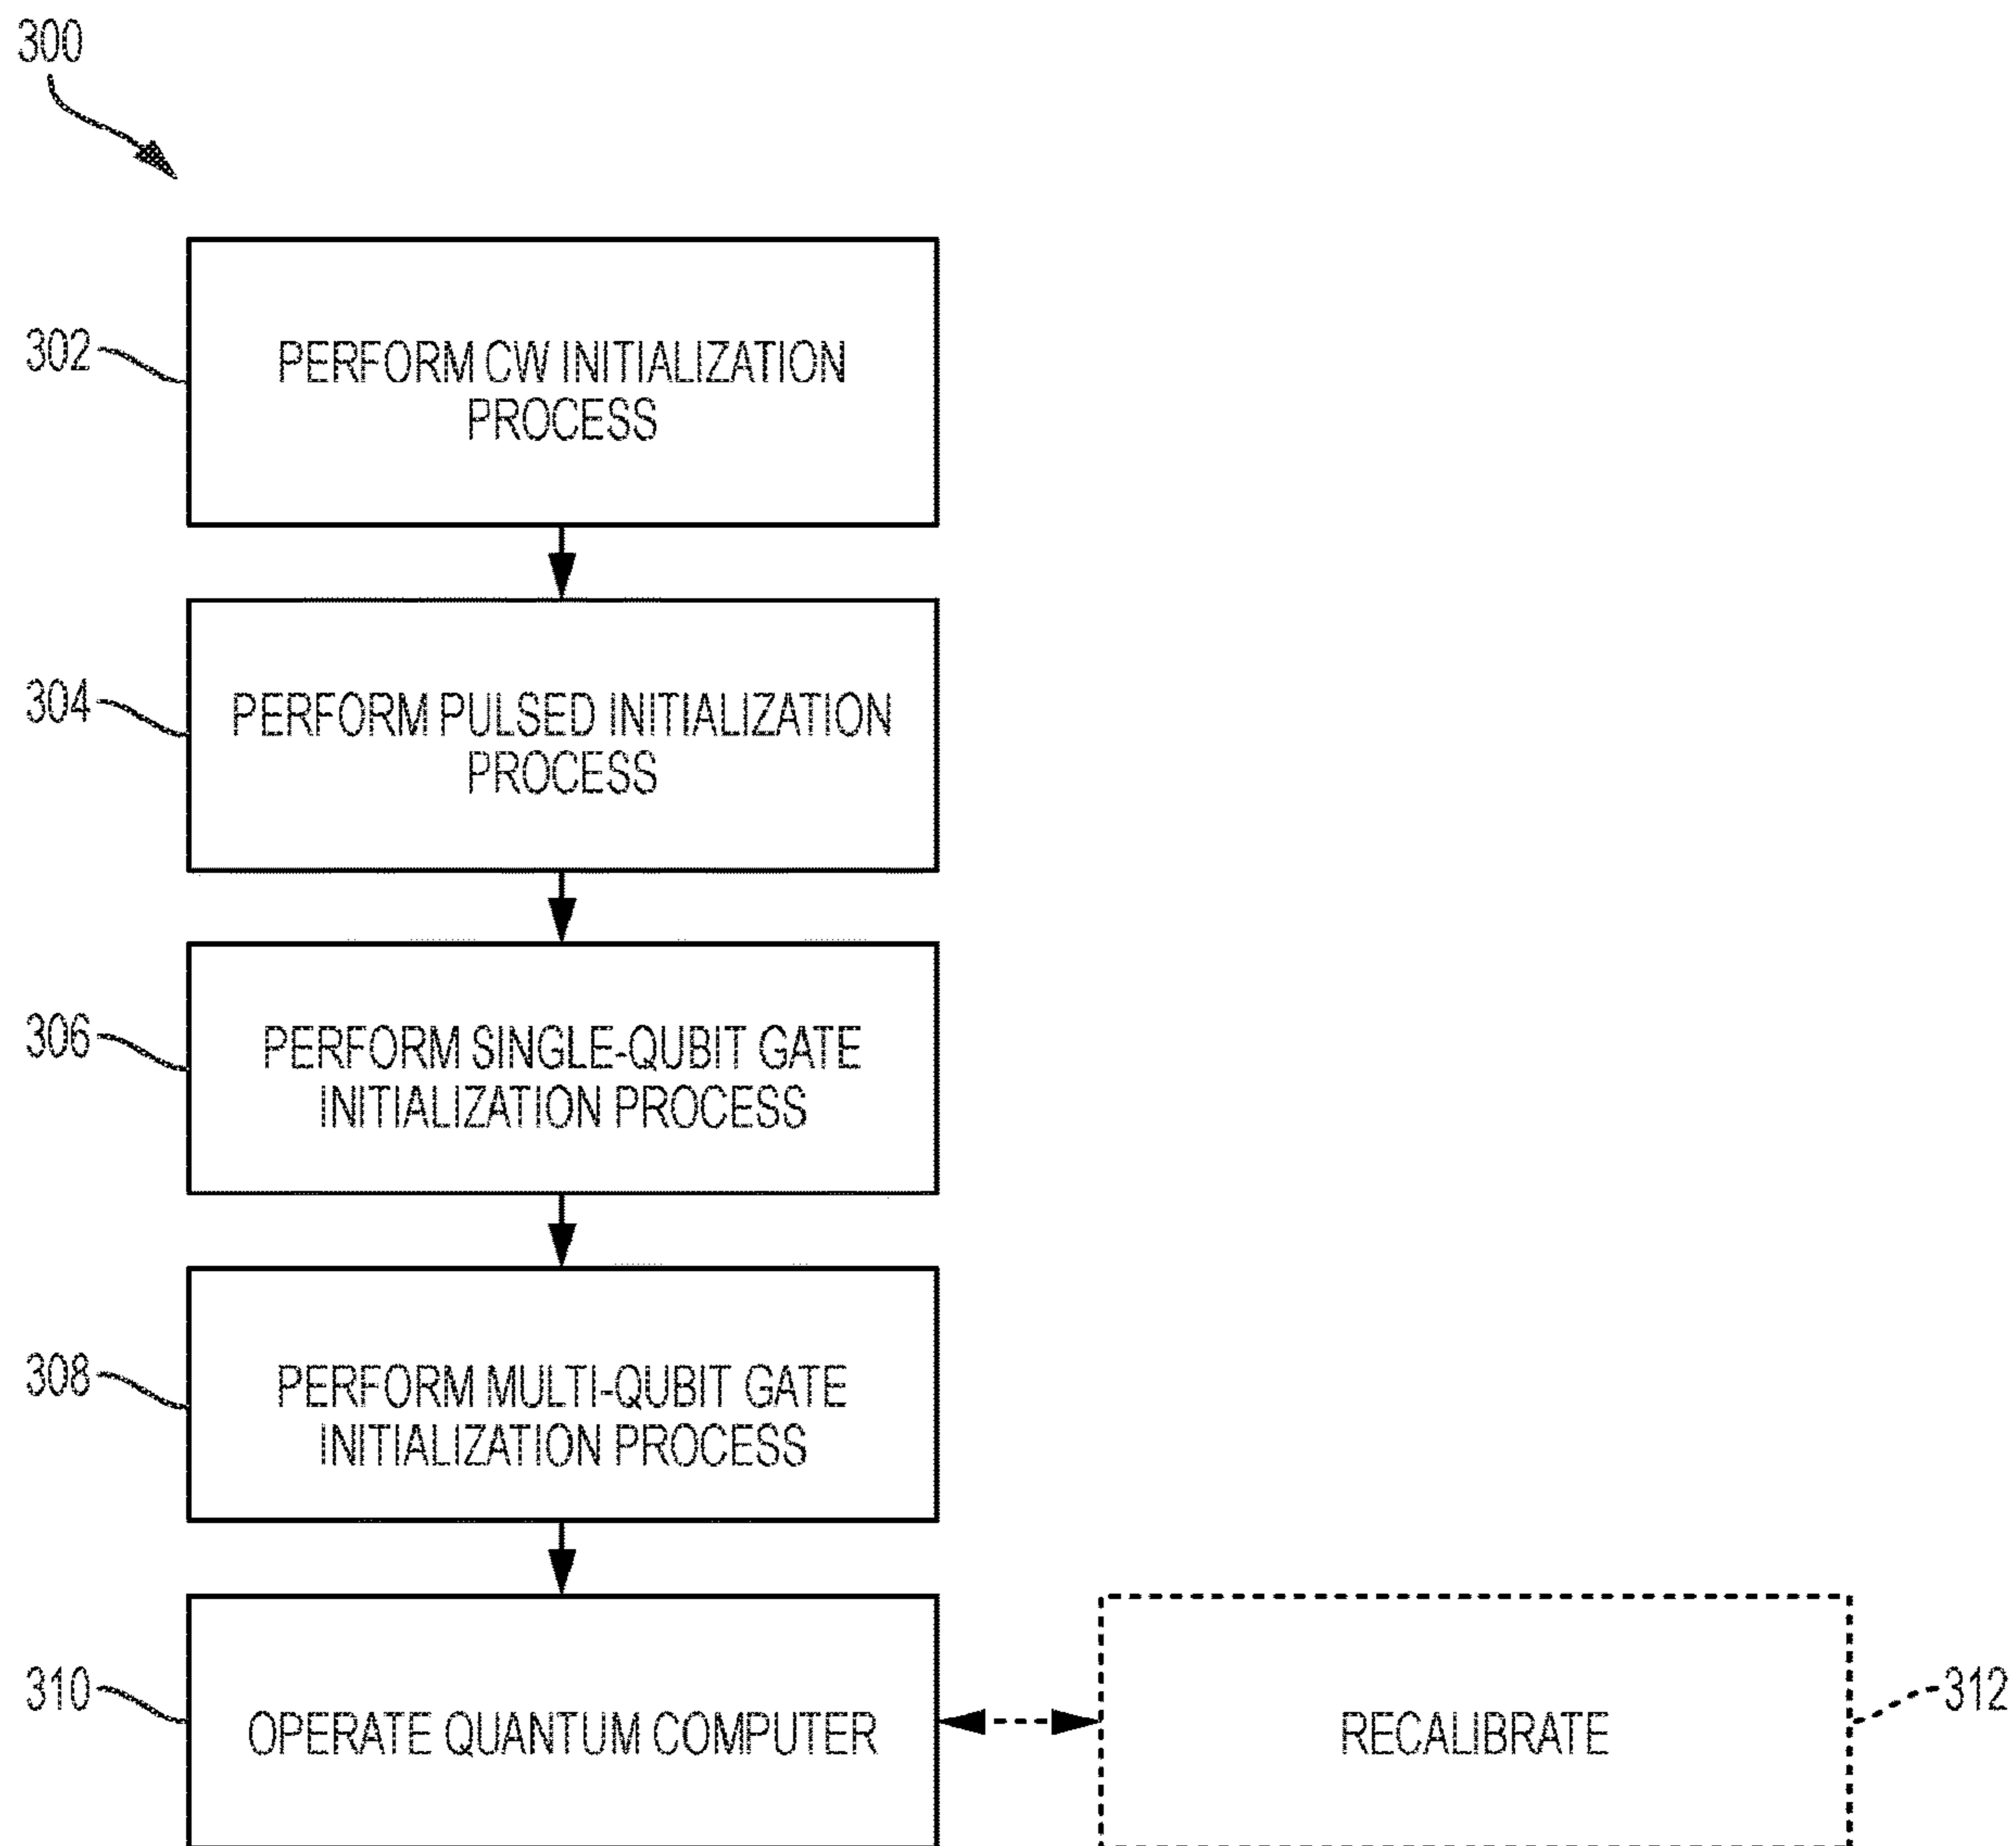 300
302
PERFORM CW INITIALIZATION
PROCESS
304
PERFORM PULSED INITIALIZATION
PROCESS
306
PERFORM SINGLE-QUBIT GATE
INITIALIZATION PROCESS
308
PERFORM MULTI-QUBIT GATE
INITIALIZATION PROCESS
310
OPERATE QUANTUM COMPUTER
RECALIBRATE
312